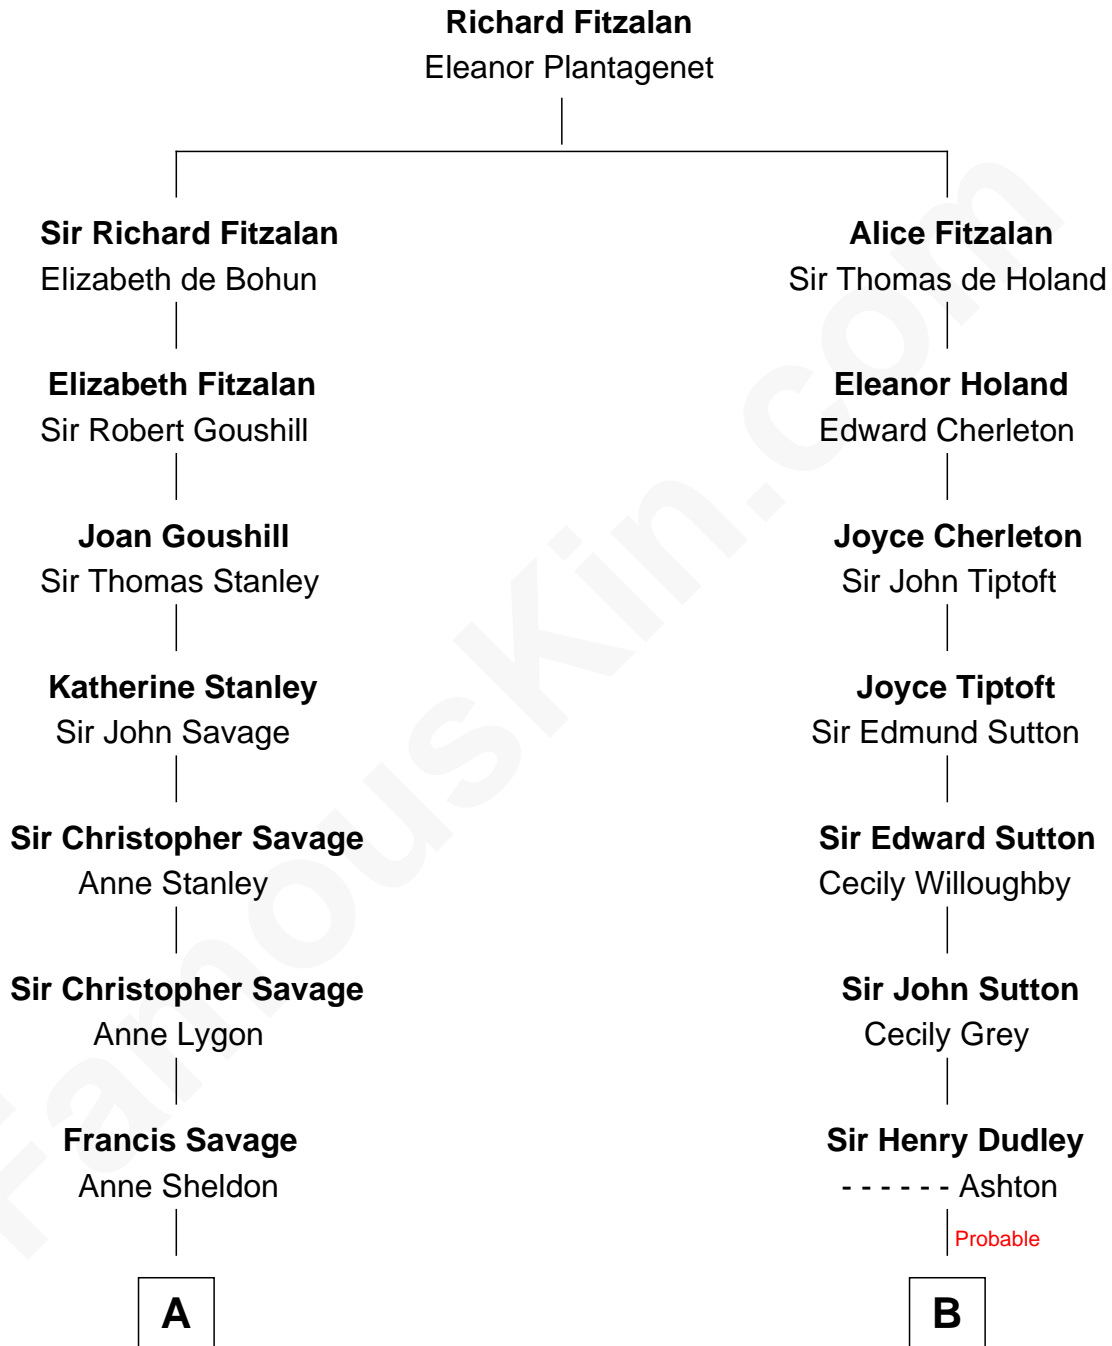 Richard Fitzalan
Eleanor Plantagenet
Sir Richard Fitzalan
Elizabeth de Bohun
Alice Fitzalan
Sir Thomas de Holand
Elizabeth Fitzalan
Sir Robert Goushill
Eleanor Holand
Edward Cherleton
Joan Goushill
Sir Thomas Stanley
Joyce Cherleton
Sir John Tiptoft
Katherine Stanley
Sir John Savage
Joyce Tiptoft
Sir Edmund Sutton
Sir Christopher Savage
Anne Stanley
Sir Edward Sutton
Cecily Willoughby
Sir Christopher Savage
Anne Lygon
Sir John Sutton
Cecily Grey
Francis Savage
Anne Sheldon
Sir Henry Dudley
- - - - - - Ashton
Probable
A
B
FamousKin.com